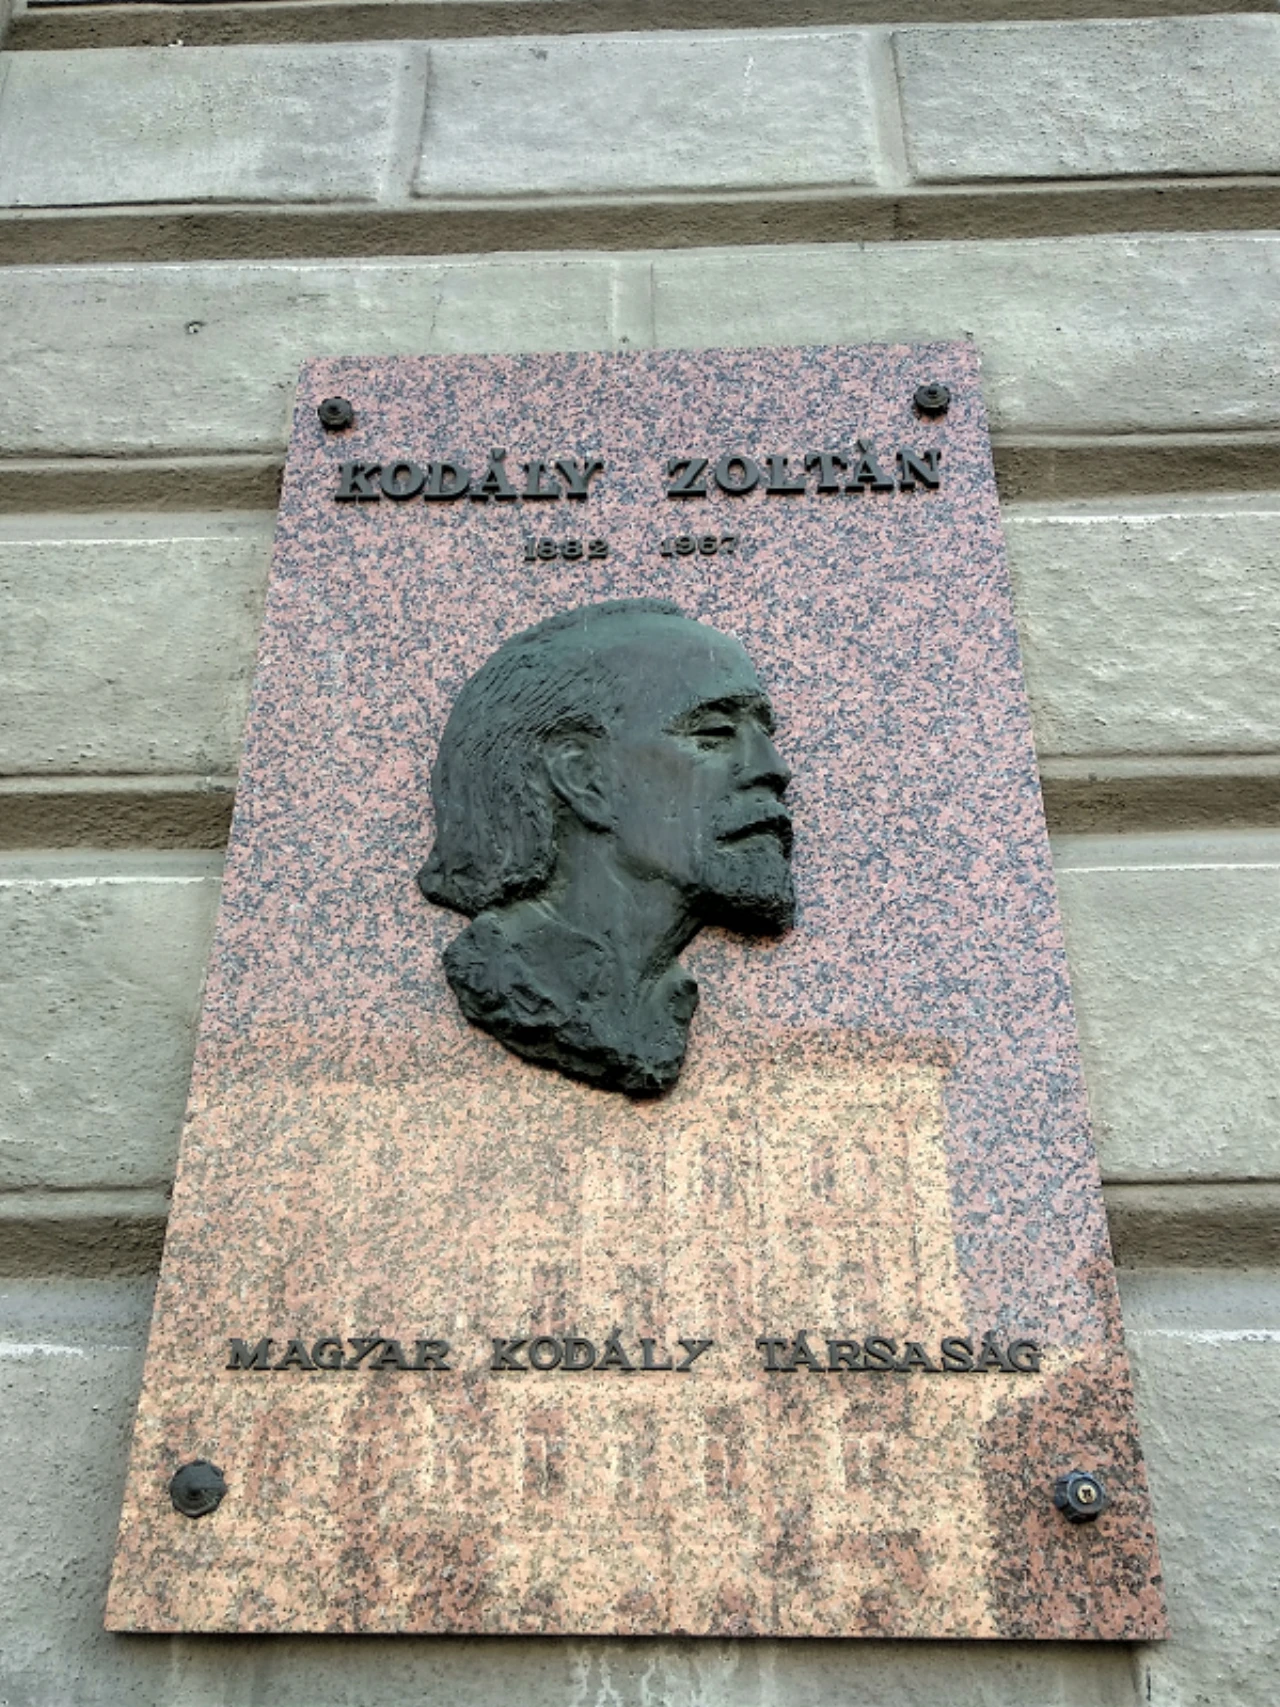 KODÁLY ZOLTÁN
1882 1967
MAGYAR KODÁLY TÁRSASÁG